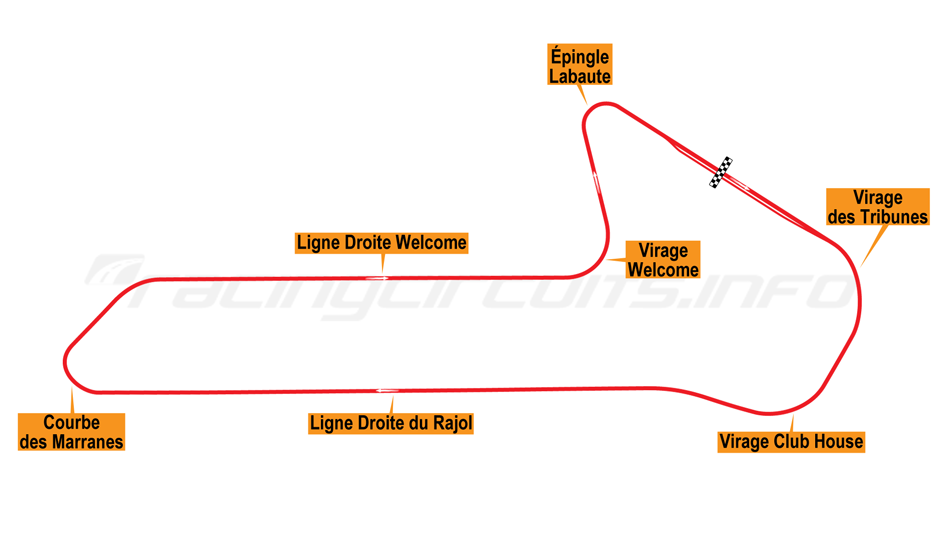 Épingle
Labaute
Virage
des Tribunes
Ligne Droite Welcome
Virage
Welcome
racingcircuits.info
Courbe
des Marranes
Ligne Droite du Rajol
Virage Club House